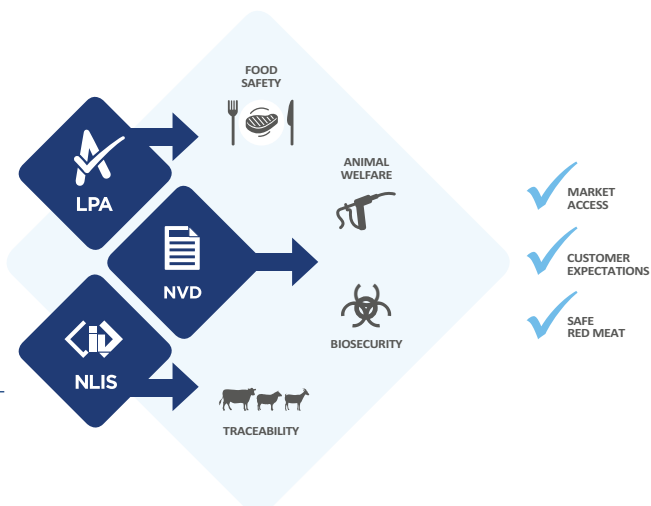 FOOD
SAFETY
LPA
ANIMAL
WELFARE
MARKET
ACCESS
NVD
CUSTOMER
EXPECTATIONS
BIOSECURITY
SAFE
RED MEAT
NLIS
TRACEABILITY